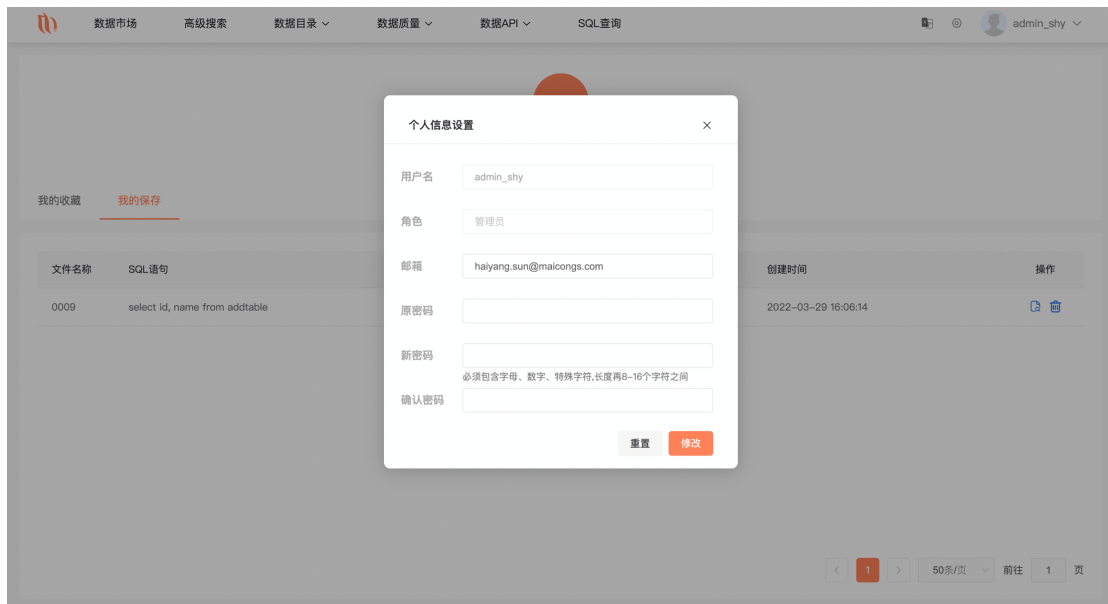 数据市场 高级搜索 数据目录 数据质量 数据API SQL查询 admin_shy
个人信息设置
用户名 admin_shy
我的收藏 我的保存
角色 管理员
邮箱 haiyang.sun@maicongs.com
文件名称 SQL语句 创建时间 操作
0009 select id, name from addtable 2022-03-29 16:06:14
原密码
新密码
必须包含字母、数字、特殊字符,长度再8-16个字符之间
确认密码
重置 修改
1 50条/页 前往 1 页